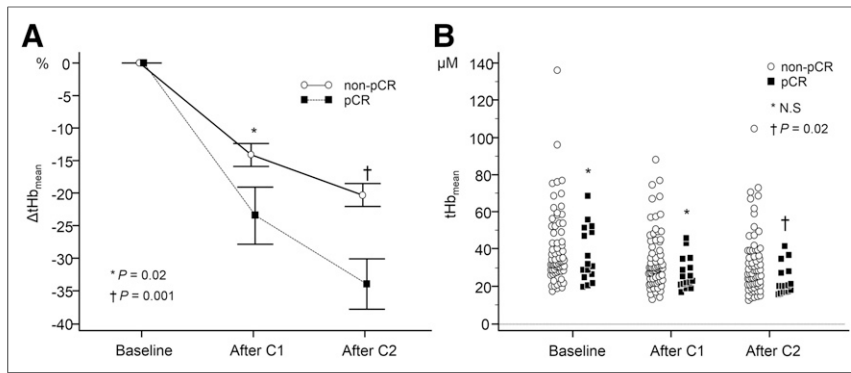 A
%
0
-5
-10
-15
-20
-25
-30
-35
-40
ΔtHbmean
non-pCR
pCR
*
†
* P = 0.02
† P = 0.001
Baseline
After C1
After C2
B
μM
140
120
100
80
60
40
20
0
tHbmean
non-pCR
pCR
* N.S
† P = 0.02
*
*
†
Baseline
After C1
After C2